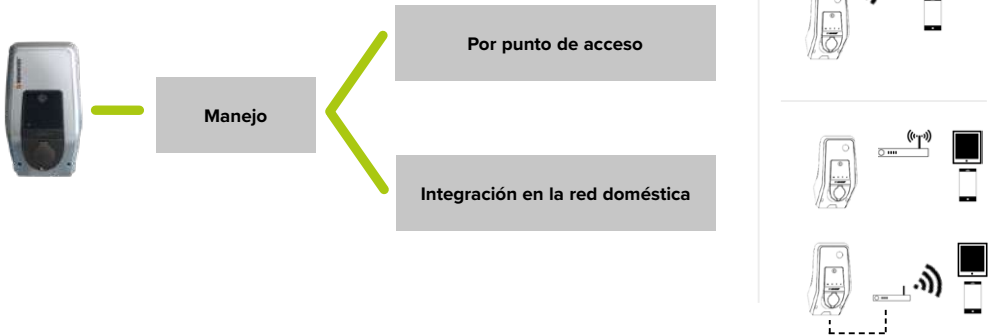 Por punto de acceso
Manejo
Integración en la red doméstica